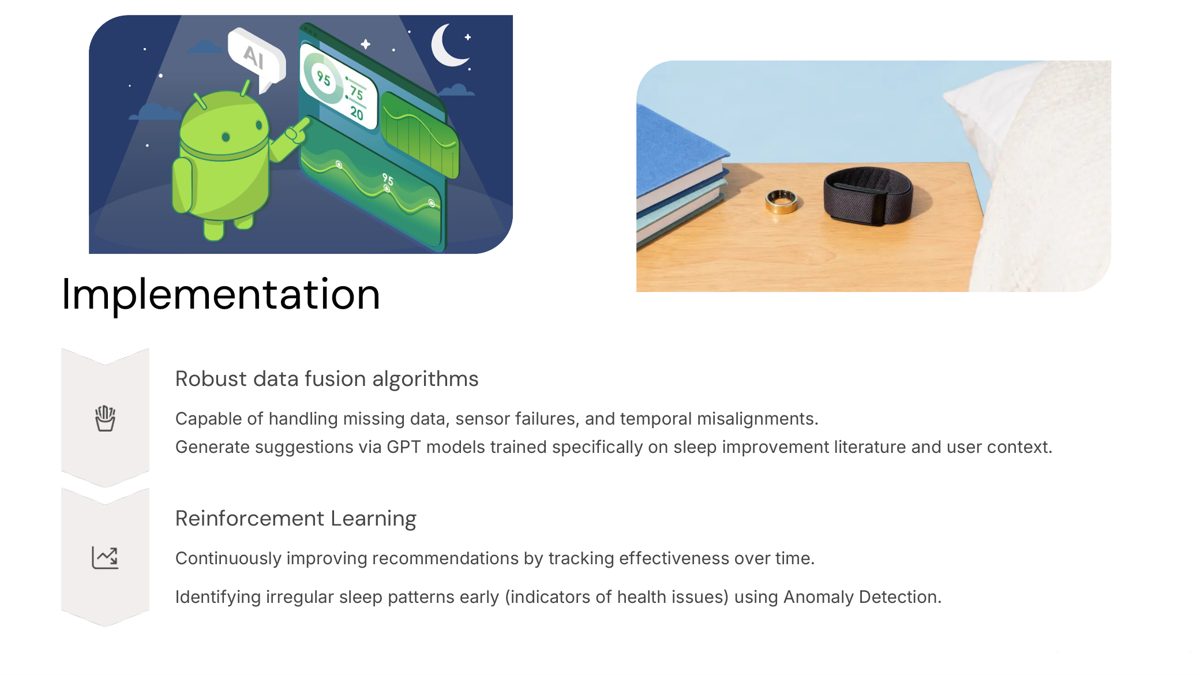 AI
95
75
20
95
Implementation
Robust data fusion algorithms
Capable of handling missing data, sensor failures, and temporal misalignments.
Generate suggestions via GPT models trained specifically on sleep improvement literature and user context.
Reinforcement Learning
Continuously improving recommendations by tracking effectiveness over time.
Identifying irregular sleep patterns early (indicators of health issues) using Anomaly Detection.